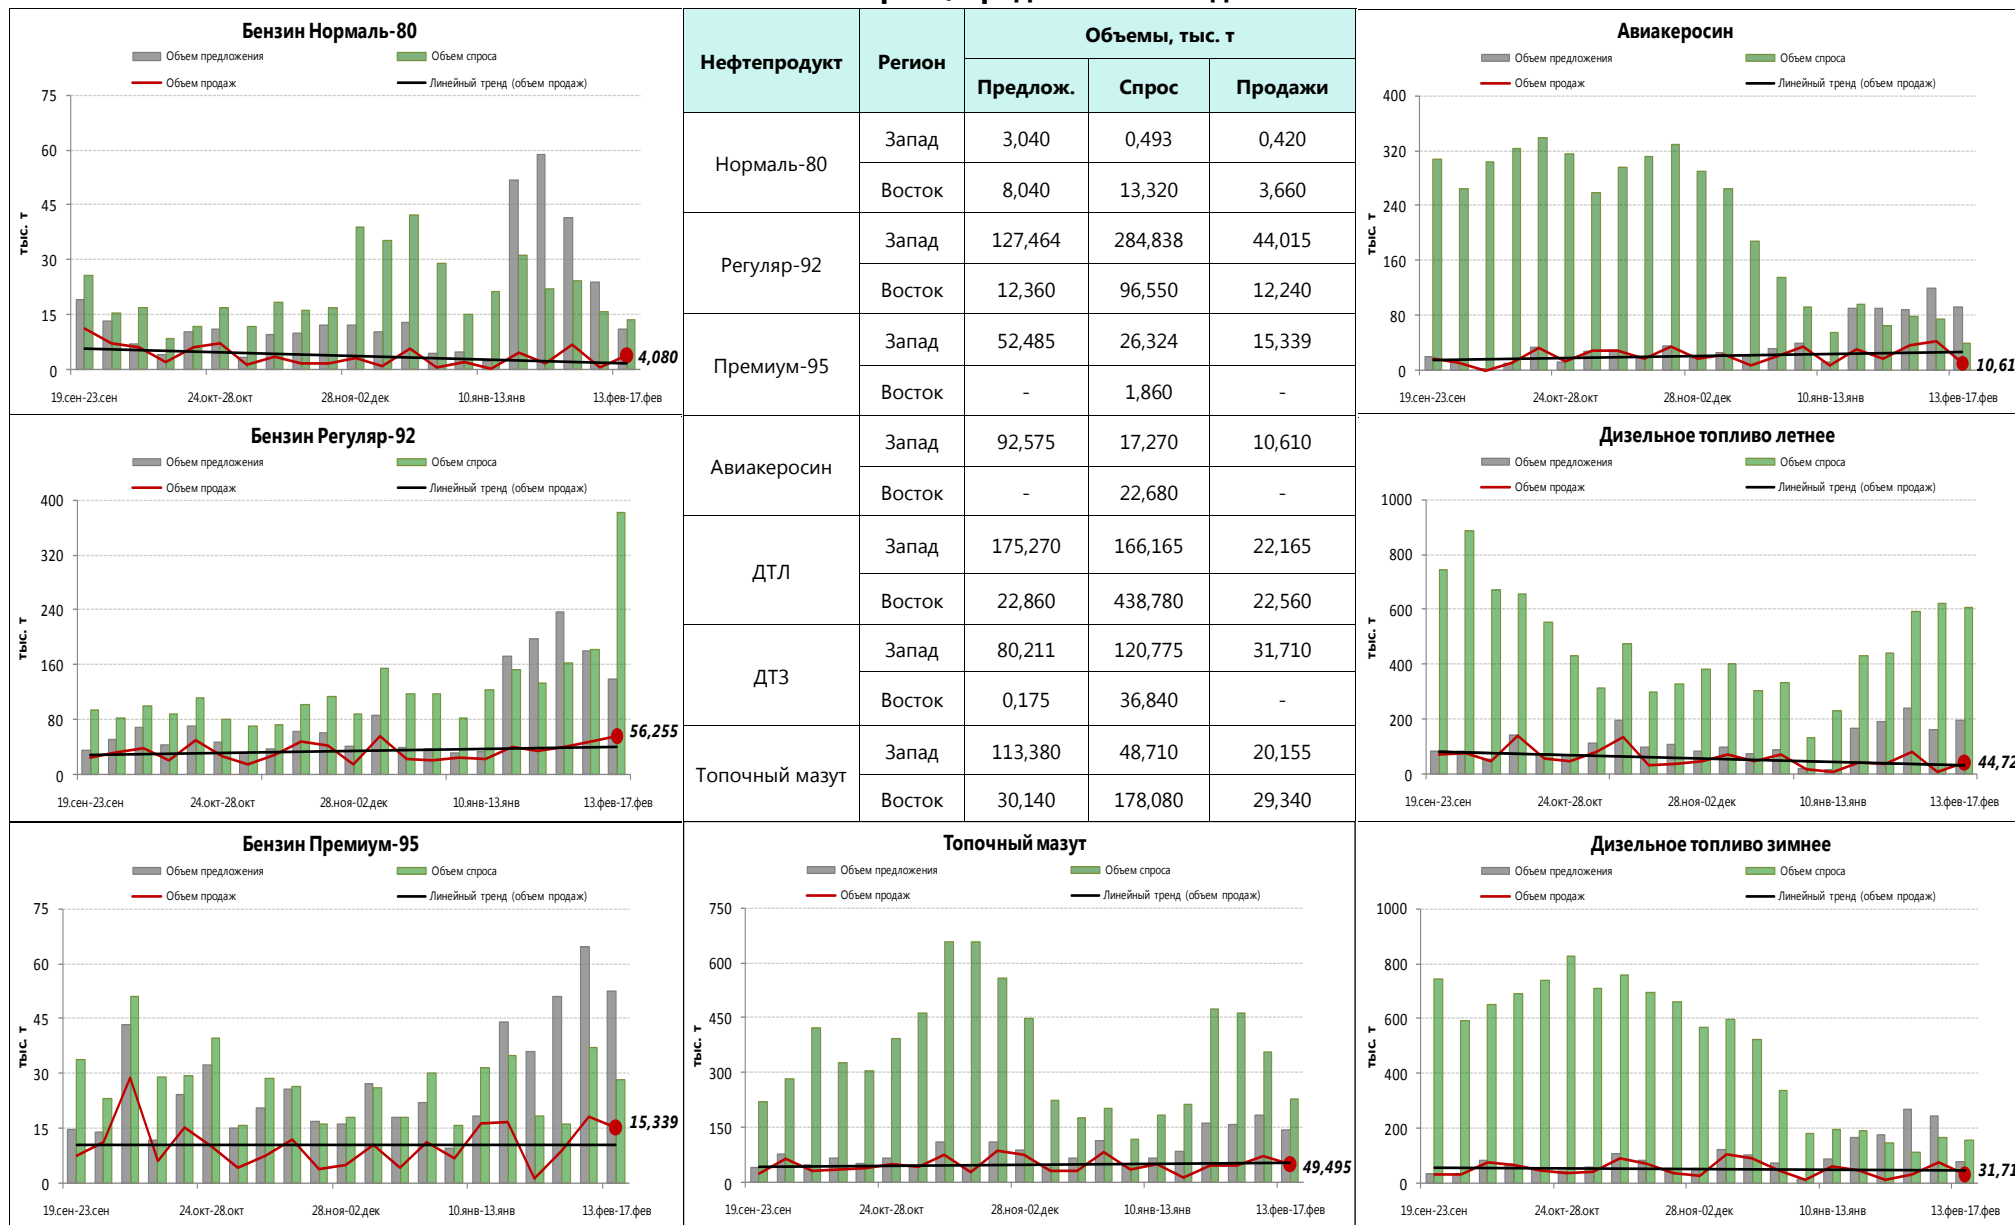 Бензин Нормаль-80
Объем предложения
Объем спроса
Объем продаж
Линейный тренд (объем продаж)
75
60
45
30
15
0
тыс. т
4,080
19.сен-23.сен
24.окт-28.окт
28.ноя-02.дек
10.янв-13.янв
13.фев-17.фев
Нефтепродукт
Регион
Объемы, тыс. т
Предлож.
Спрос
Продажи
Нормаль-80
Запад
3,040
0,493
0,420
Восток
8,040
13,320
3,660
Регуляр-92
Запад
127,464
284,838
44,015
Восток
12,360
96,550
12,240
Премиум-95
Запад
52,485
26,324
15,339
Восток
-
1,860
-
Авиакеросин
Запад
92,575
17,270
10,610
Восток
-
22,680
-
ДТЛ
Запад
175,270
166,165
22,165
Восток
22,860
438,780
22,560
ДТЗ
Запад
80,211
120,775
31,710
Восток
0,175
36,840
-
Топочный мазут
Запад
113,380
48,710
20,155
Восток
30,140
178,080
29,340
Авиакеросин
Объем предложения
Объем спроса
Объем продаж
Линейный тренд (объем продаж)
400
320
240
160
80
0
тыс. т
10,61
19.сен-23.сен
24.окт-28.окт
28.ноя-02.дек
10.янв-13.янв
13.фев-17.фев
Бензин Регуляр-92
Объем предложения
Объем спроса
Объем продаж
Линейный тренд (объем продаж)
400
320
240
160
80
0
тыс. т
56,255
19.сен-23.сен
24.окт-28.окт
28.ноя-02.дек
10.янв-13.янв
13.фев-17.фев
Дизельное топливо летнее
Объем предложения
Объем спроса
Объем продаж
Линейный тренд (объем продаж)
1000
800
600
400
200
0
тыс. т
44,72
19.сен-23.сен
24.окт-28.окт
28.ноя-02.дек
10.янв-13.янв
13.фев-17.фев
Бензин Премиум-95
Объем предложения
Объем спроса
Объем продаж
Линейный тренд (объем продаж)
75
60
45
30
15
0
тыс. т
15,339
19.сен-23.сен
24.окт-28.окт
28.ноя-02.дек
10.янв-13.янв
13.фев-17.фев
Топочный мазут
Объем предложения
Объем спроса
Объем продаж
Линейный тренд (объем продаж)
750
600
450
300
150
0
тыс. т
49,495
19.сен-23.сен
24.окт-28.окт
28.ноя-02.дек
10.янв-13.янв
13.фев-17.фев
Дизельное топливо зимнее
Объем предложения
Объем спроса
Объем продаж
Линейный тренд (объем продаж)
1000
800
600
400
200
0
тыс. т
31,71
19.сен-23.сен
24.окт-28.окт
28.ноя-02.дек
10.янв-13.янв
13.фев-17.фев